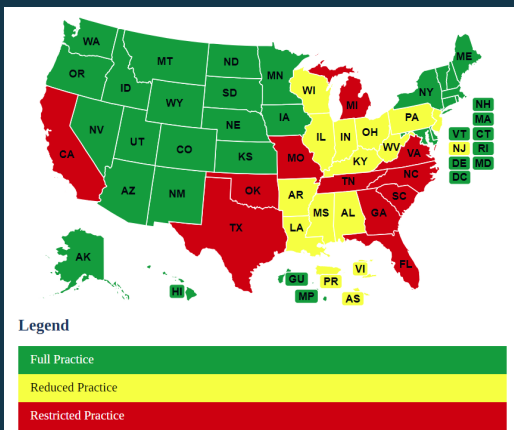 WA
ME
MT
ND
OR
MN
ID
WI
SD
NY
WY
MI
NH
IA
PA
MA
NE
NV
OH
VT CT
IL IN
UT
WV
NJ RI
CO
VA
CA
KS
MO
KY
DE MD
NC
DC
TN
OK
AZ
NM
AR
SC
MS AL
GA
TX
LA
AK
FL
VI
GU
PR
HI
MP
AS
Legend
Full Practice
Reduced Practice
Restricted Practice